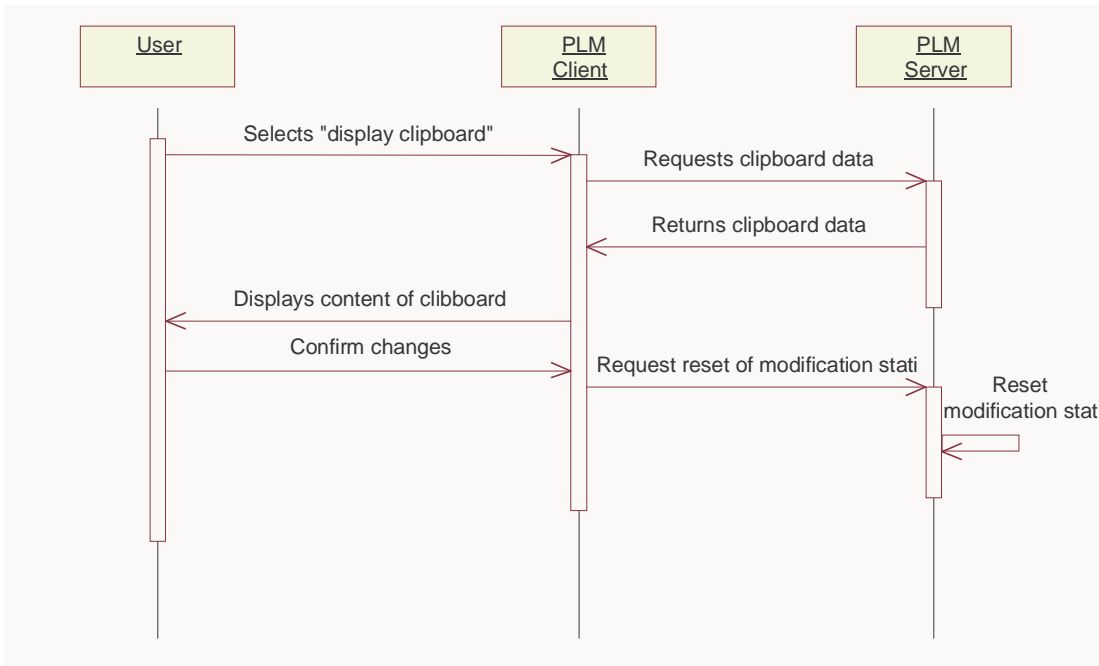 User
PLM
Client
PLM
Server
Selects "display clipboard"
Requests clipboard data
Returns clipboard data
Displays content of clibboard
Confirm changes
Request reset of modification stati
Reset
modification stat